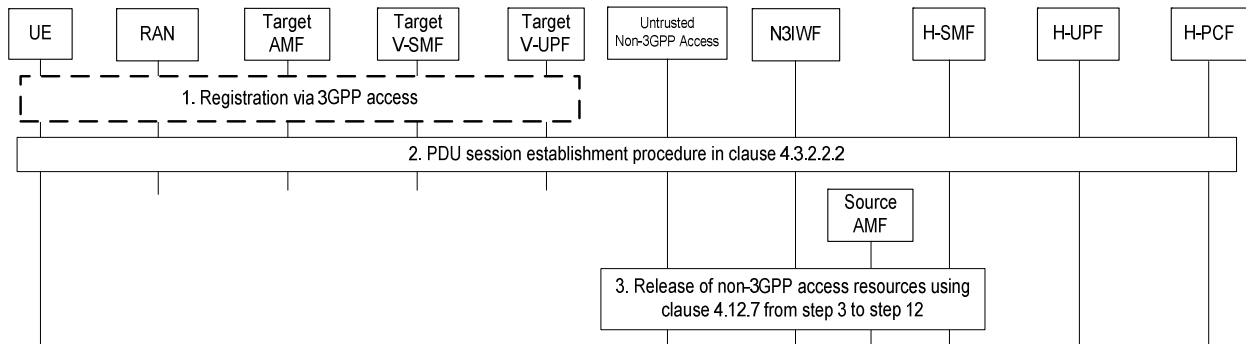 UE
RAN
Target
AMF
Target
V-SMF
Target
V-UPF
Untrusted
Non-3GPP Access
N3IWF
H-SMF
H-UPF
H-PCF
1. Registration via 3GPP access
2. PDU session establishment procedure in clause 4.3.2.2.2
Source
AMF
3. Release of non-3GPP access resources using
clause 4.12.7 from step 3 to step 12